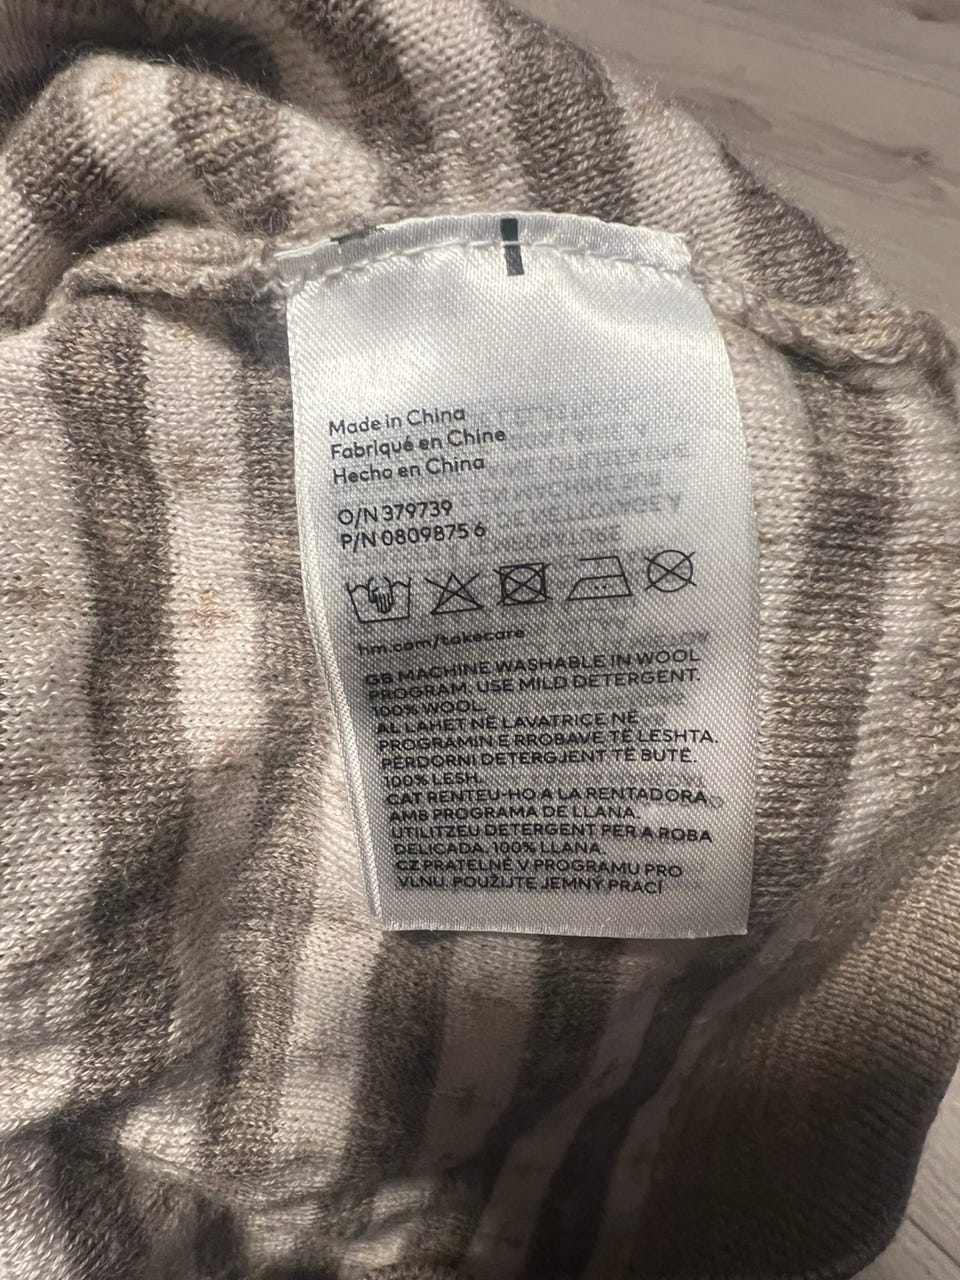 Made in China
Fabriqué en Chine
Hecho en China
O/N 379739
P/N 0809875 6
hm.com/takecare
GB MACHINE WASHABLE IN WOOL
PROGRAM. USE MILD DETERGENT.
100% WOOL.
AL LAHET NË LAVATRICE NË
PROGRAMIN E RROBAVE TË LESHTA.
PËRDORNI DETERGJENT TË BUTË.
100% LESH.
CAT RENTEU-HO A LA RENTADORA
AMB PROGRAMA DE LLANA.
UTILITZEU DETERGENT PER A ROBA
DELICADA. 100% LLANA.
CZ PRATELNÉ V PROGRAMU PRO
VLNU. POUŽIJTE JEMNÝ PRACÍ